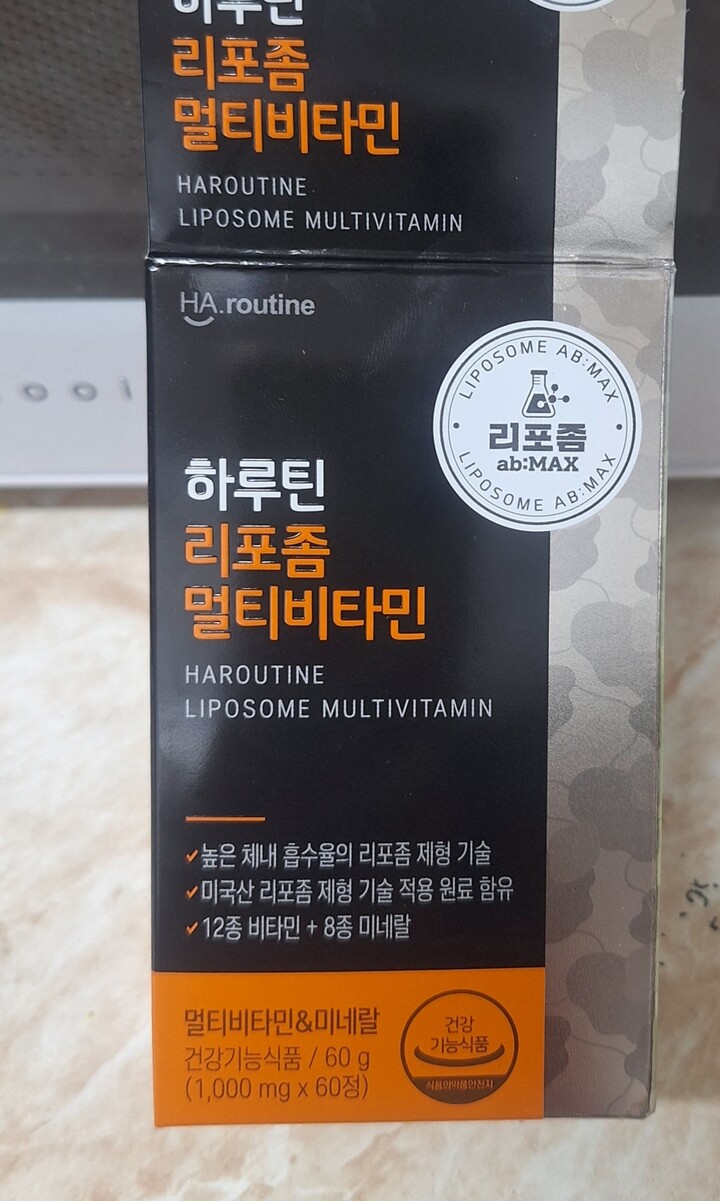 하루틴
리포좀
멀티비타민
HAROUTINE
LIPOSOME MULTIVITAMIN
HA.routine
LIPOSOME AB:MAX
리포좀
ab:MAX
LIPOSOME AB:MAX
하루틴
리포좀
멀티비타민
HAROUTINE
LIPOSOME MULTIVITAMIN
높은 체내 흡수율의 리포좀 제형 기술
미국산 리포좀 제형 기술 적용 원료 함유
12종 비타민 + 8종 미네랄
멀티비타민&미네랄
건강기능식품 / 60 g
(1,000 mg x 60정)
건강
기능식품
식품의약품안전처